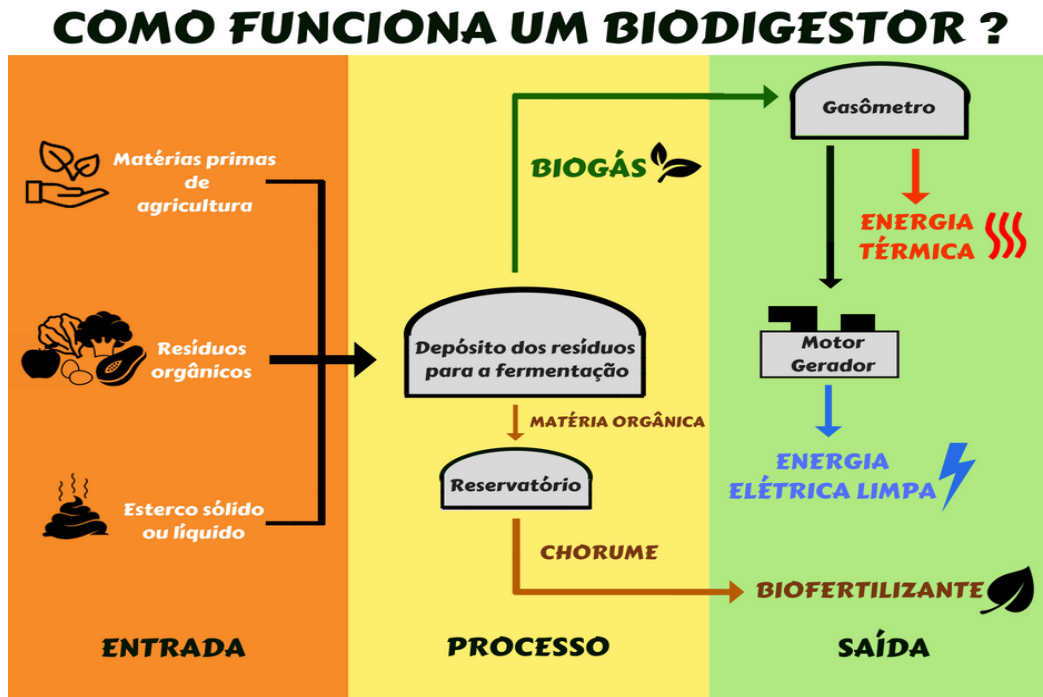 COMO FUNCIONA UM BIODIGESTOR ?
Matérias primas
de
agricultura
Resíduos
orgânicos
Esterco sólido
ou líquido
ENTRADA
BIOGÁS
Depósito dos resíduos
para a fermentação
MATÉRIA ORGÂNICA
Reservatório
CHORUME
PROCESSO
Gasômetro
ENERGIA
TÉRMICA
Motor
Gerador
ENERGIA
ELÉTRICA LIMPA
BIOFERTILIZANTE
SAÍDA